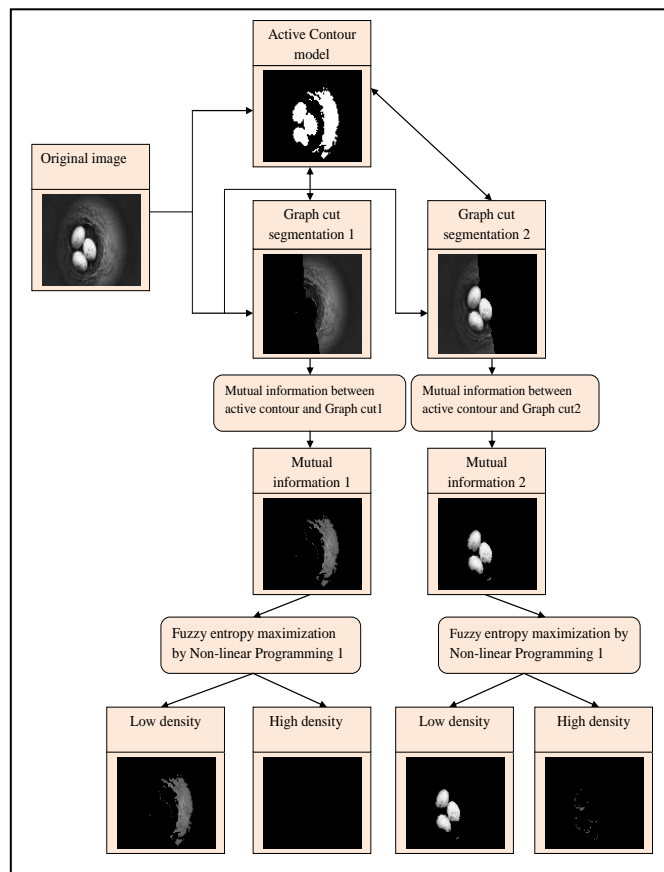 Active Contour
model
Original image
Graph cut
segmentation 1
Graph cut
segmentation 2
Mutual information between
active contour and Graph cut1
Mutual information between
active contour and Graph cut2
Mutual
information 1
Mutual
information 2
Fuzzy entropy maximization
by Non-linear Programming 1
Fuzzy entropy maximization by
Non-linear Programming 1
Low density
High density
Low density
High density